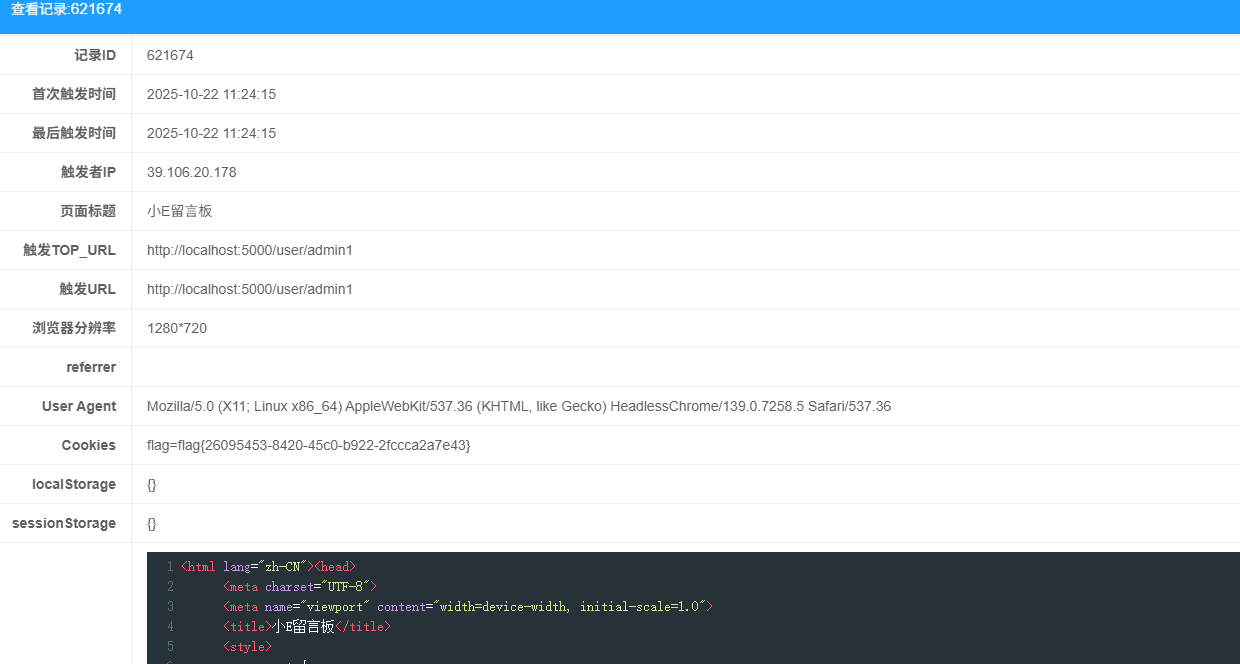 查看记录:621674
记录ID 621674
首次触发时间 2025-10-22 11:24:15
最后触发时间 2025-10-22 11:24:15
触发者IP 39.106.20.178
页面标题 小E留言板
触发TOP_URL http://localhost:5000/user/admin1
触发URL http://localhost:5000/user/admin1
浏览器分辨率 1280*720
referrer
User Agent Mozilla/5.0 (X11; Linux x86_64) AppleWebKit/537.36 (KHTML, like Gecko) HeadlessChrome/139.0.7258.5 Safari/537.36
Cookies flag=flag{26095453-8420-45c0-b922-2fccca2a7e43}
localStorage {}
sessionStorage {}
1 <html lang="zh-CN"><head>
2 <meta charset="UTF-8">
3 <meta name="viewport" content="width=device-width, initial-scale=1.0">
4 <title>小E留言板</title>
5 <style>